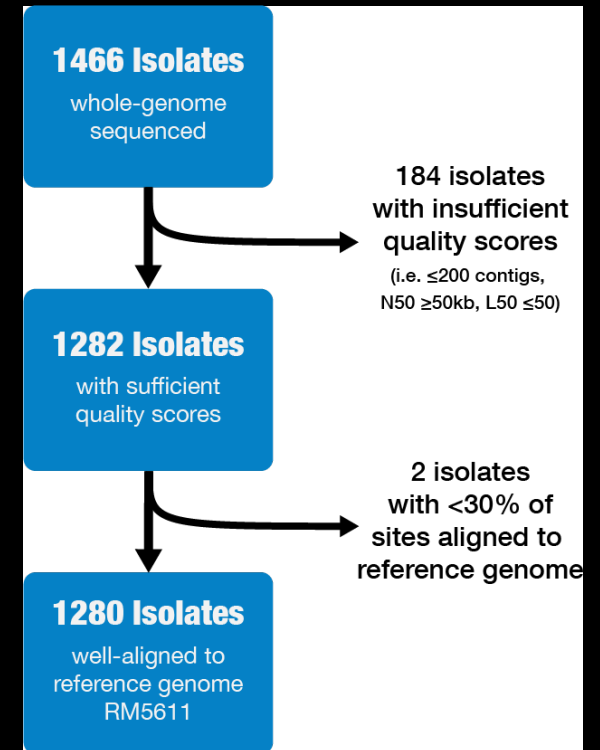 1466 Isolates
whole-genome
sequenced
184 isolates
with insufficient
quality scores
(i.e. ≤200 contigs,
N50 ≥50kb, L50 ≤50)
1282 Isolates
with sufficient
quality scores
2 isolates
with <30% of
sites aligned to
reference genome
1280 Isolates
well-aligned to
reference genome
RM5611